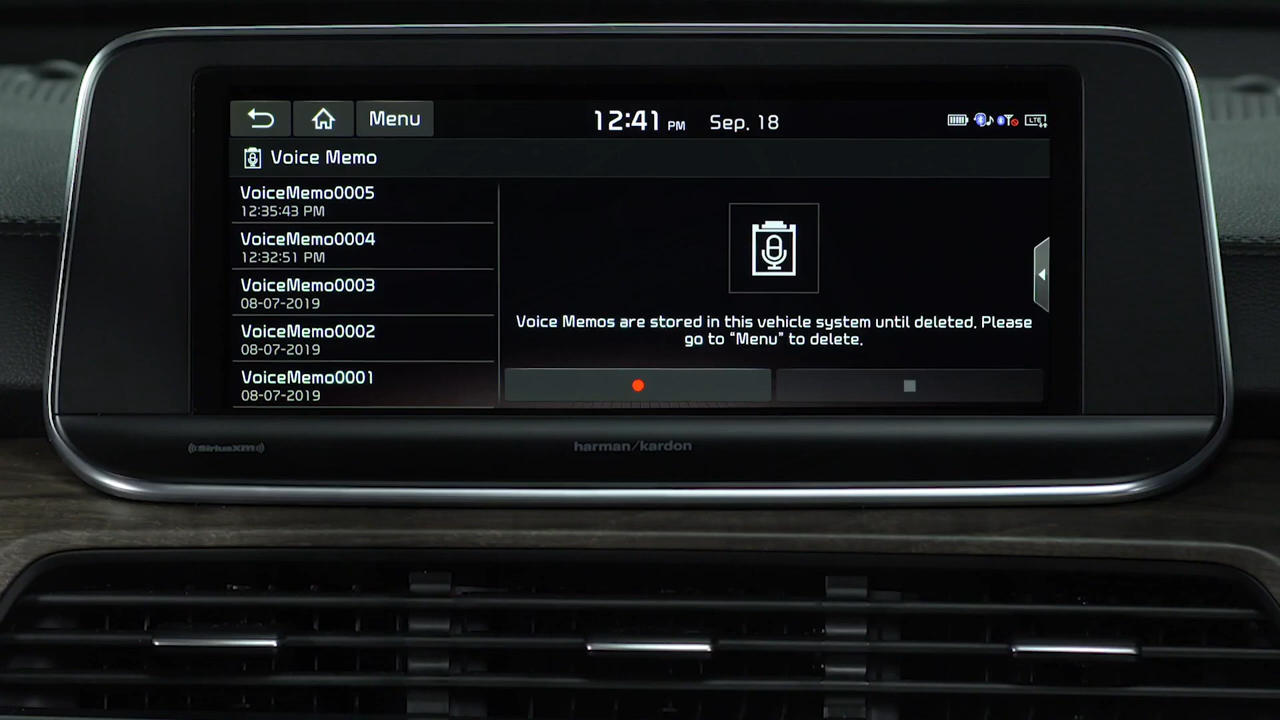 Menu
12:41 PM Sep. 18
LTE
Voice Memo
VoiceMemo0005
12:35:43 PM
VoiceMemo0004
12:32:51 PM
VoiceMemo0003
08-07-2019
VoiceMemo0002
08-07-2019
VoiceMemo0001
08-07-2019
Voice Memos are stored in this vehicle system until deleted. Please
go to “Menu” to delete.
((SiriusXM))
harman/kardon